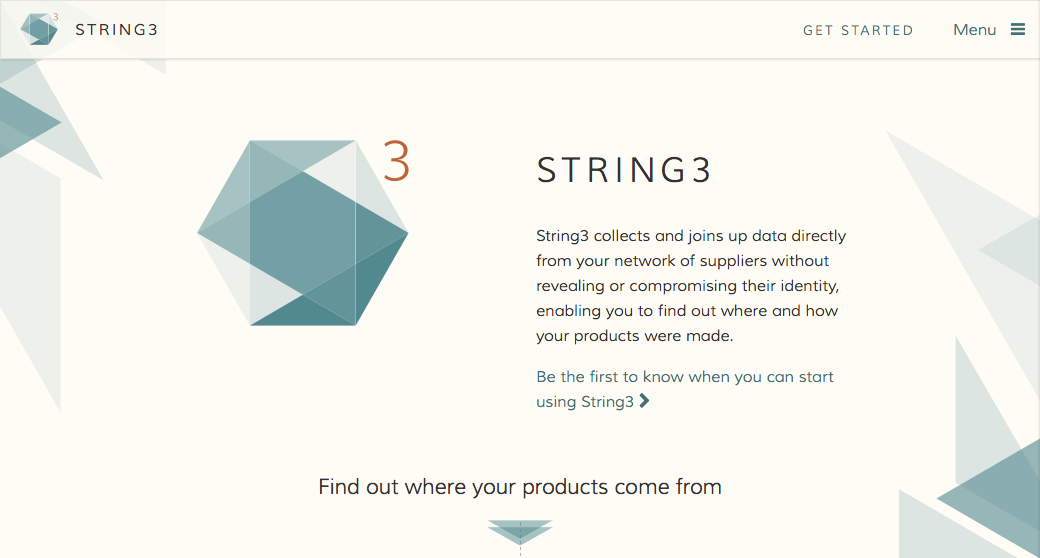 3
STRING3
GET STARTED
Menu
3
STRING3
String3 collects and joins up data directly
from your network of suppliers without
revealing or compromising their identity,
enabling you to find out where and how
your products were made.
Be the first to know when you can start
using String3
Find out where your products come from